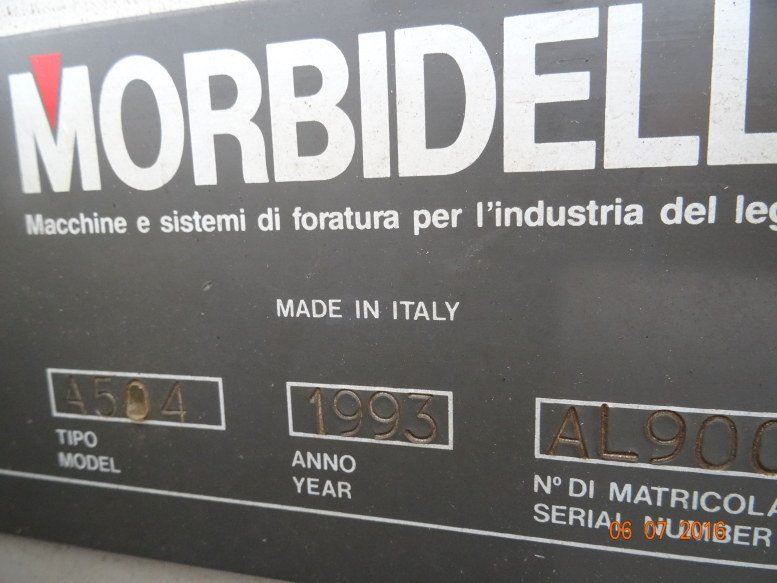 MORBIDELL
Macchine e sistemi di foratura per l'industria del leg
MADE IN ITALY
A504 1993 AL900
TIPO ANNO Nº DI MATRICOLA
MODEL YEAR SERIAL NUMBER
06 07 2016